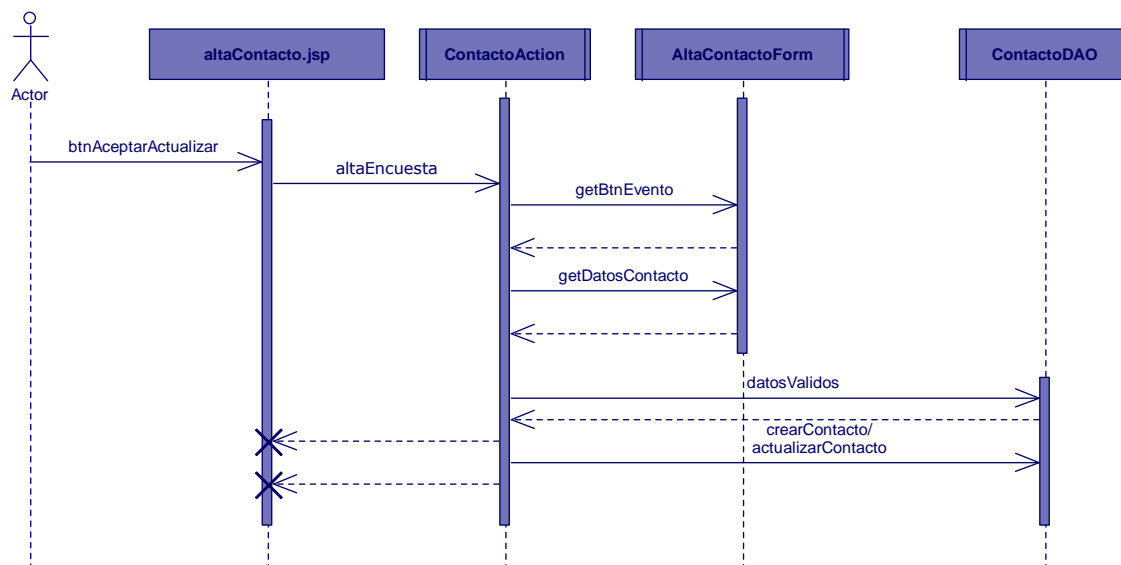 altaContacto.jsp
ContactoAction
AltaContactoForm
ContactoDAO
Actor
btnAceptarActualizar
altaEncuesta
getBtnEvento
getDatosContacto
datosValidos
crearContacto/
actualizarContacto